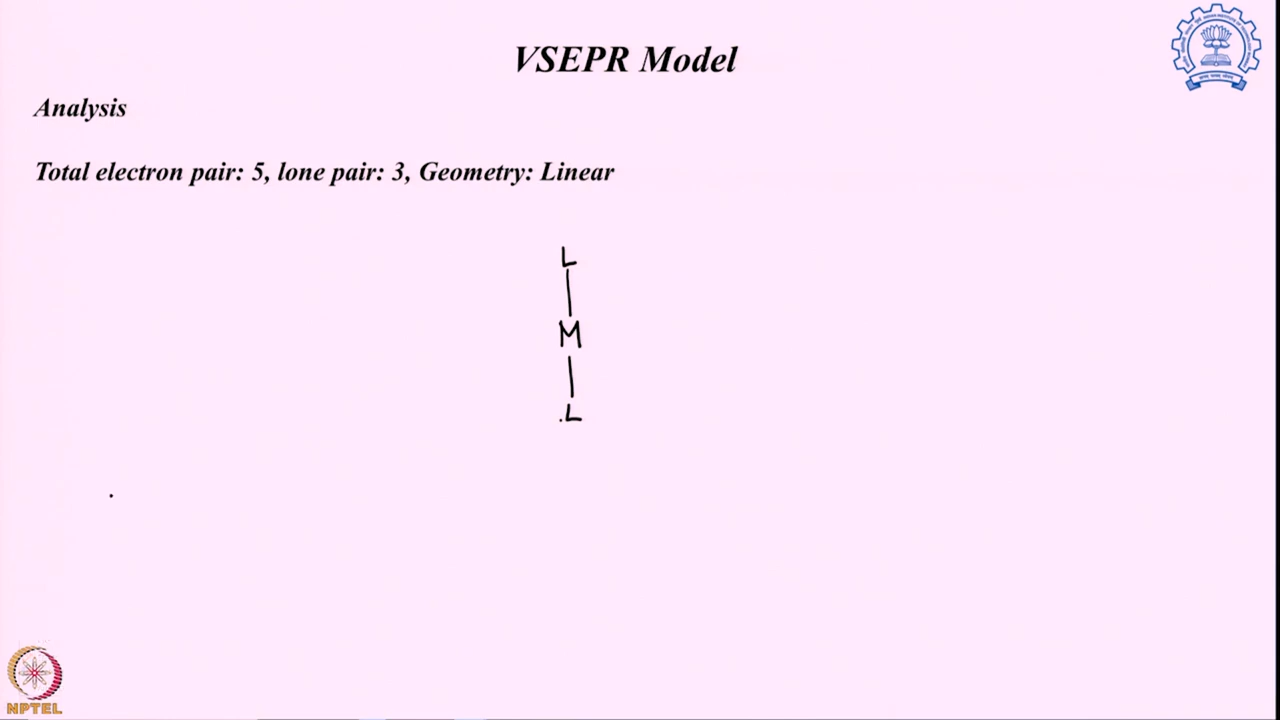 VSEPR Model
Analysis
Total electron pair: 5, lone pair: 3, Geometry: Linear
L
M
L
NPTEL